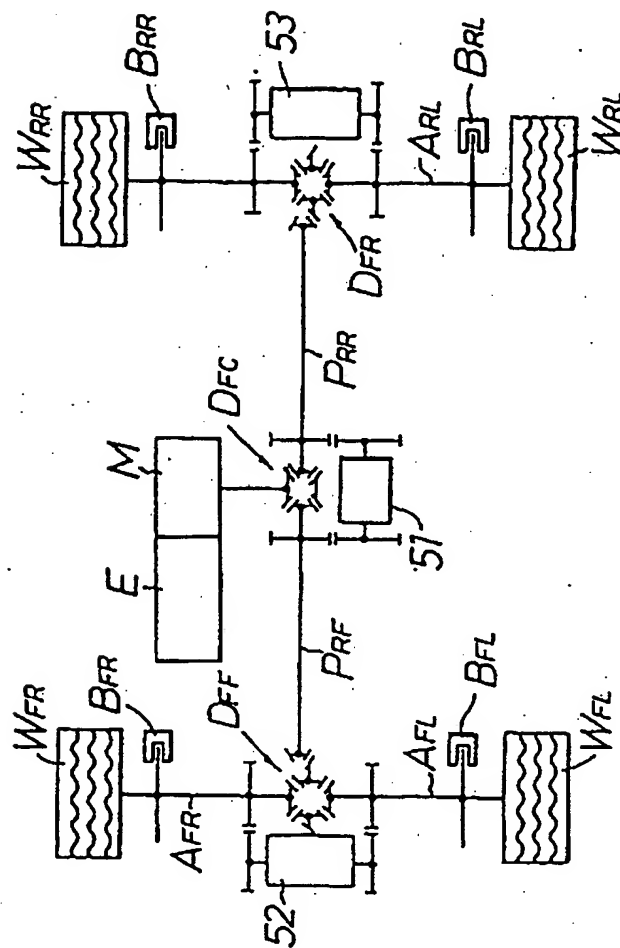 WRR
BRR
53
BRL
WRL
ARL
DFR
PRR
DFC
M
E
51
PRF
DFF
BFR
WFR
AFR
52
AFL
BFL
WFL